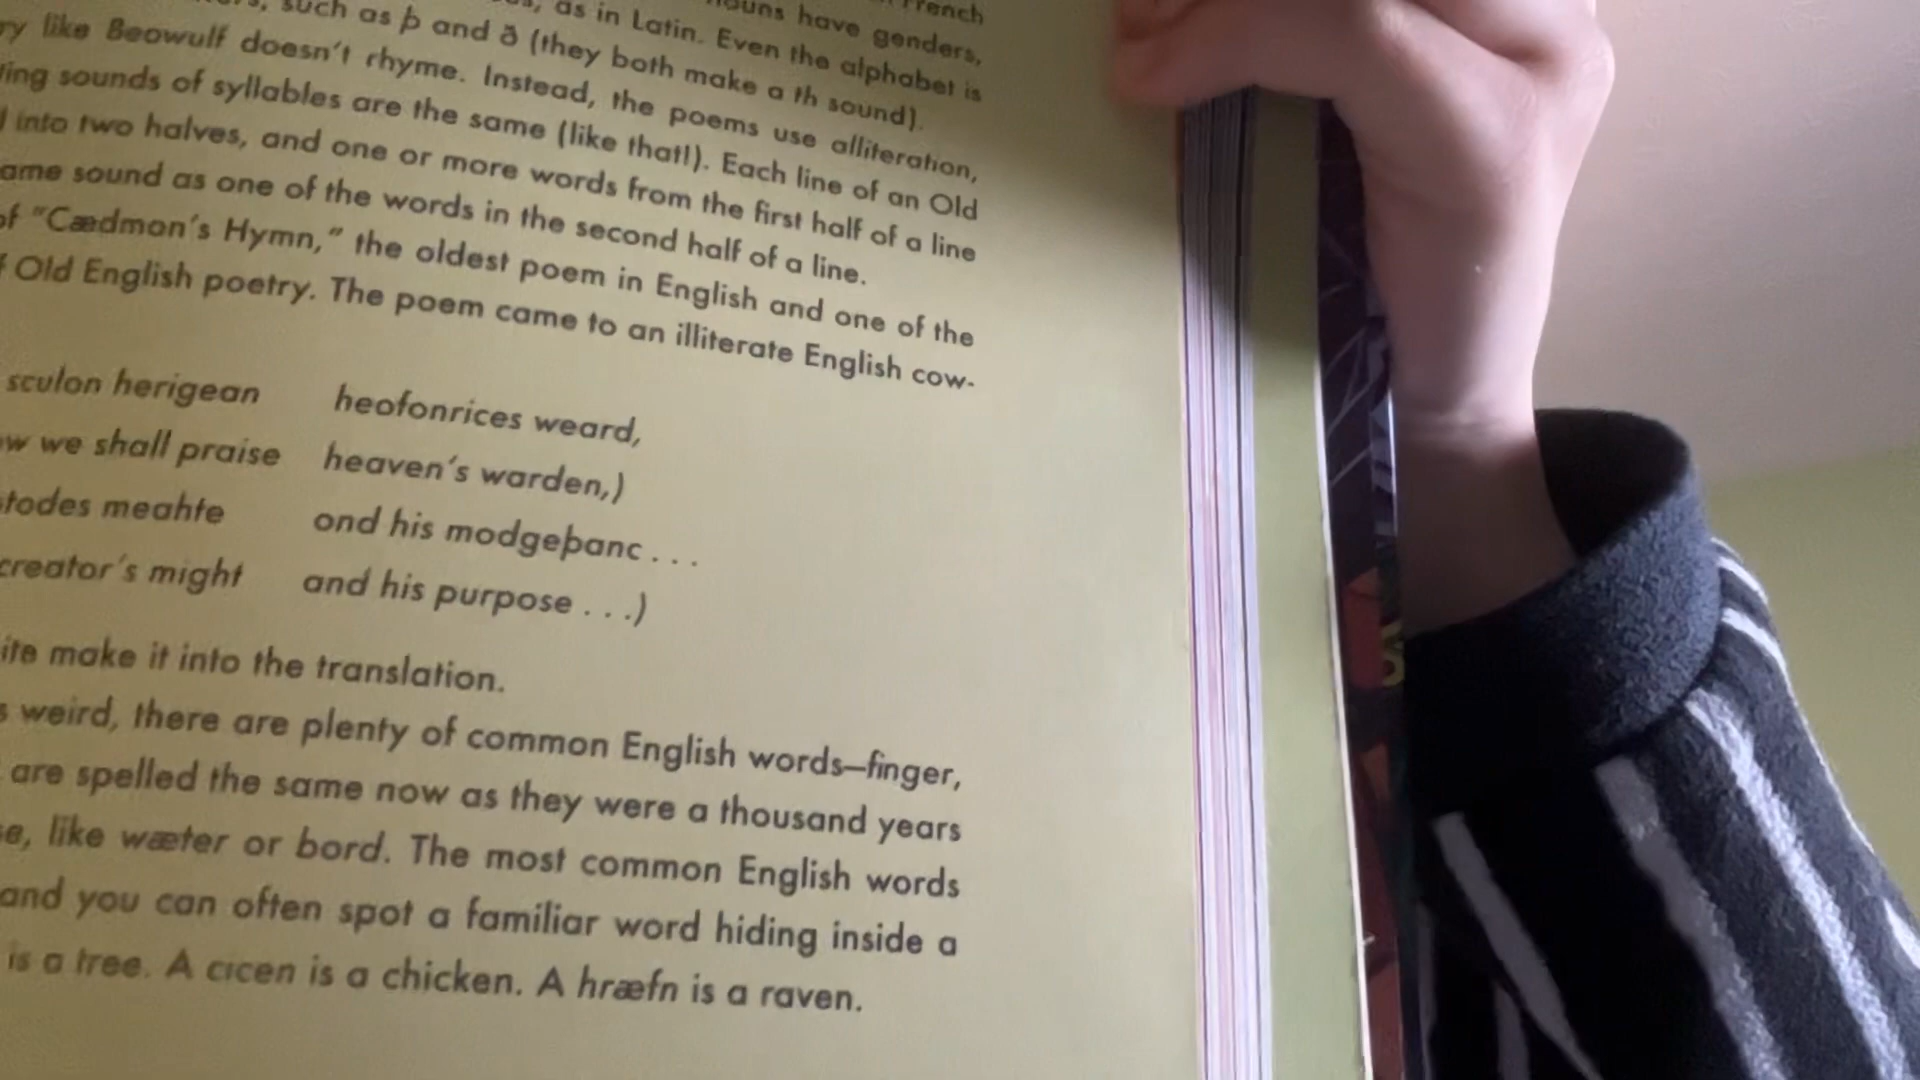 French
nouns have genders,
such as þ and ð (they both make a th sound).
as in Latin. Even the alphabet is
like Beowulf doesn't rhyme. Instead, the poems use alliteration,
sounds of syllables are the same (like that!). Each line of an Old
into two halves, and one or more words from the first half of a line
same sound as one of the words in the second half of a line.
of "Cædmon's Hymn," the oldest poem in English and one of the
Old English poetry. The poem came to an illiterate English cow-
sculon herigean heofonrices weard,
we shall praise heaven's warden,)
meahte ond his modgeþanc . . .
creator's might and his purpose . . .)
make it into the translation.
weird, there are plenty of common English words—finger,
are spelled the same now as they were a thousand years
like wæter or bord. The most common English words
and you can often spot a familiar word hiding inside a
is a tree. A cicen is a chicken. A hræfn is a raven.